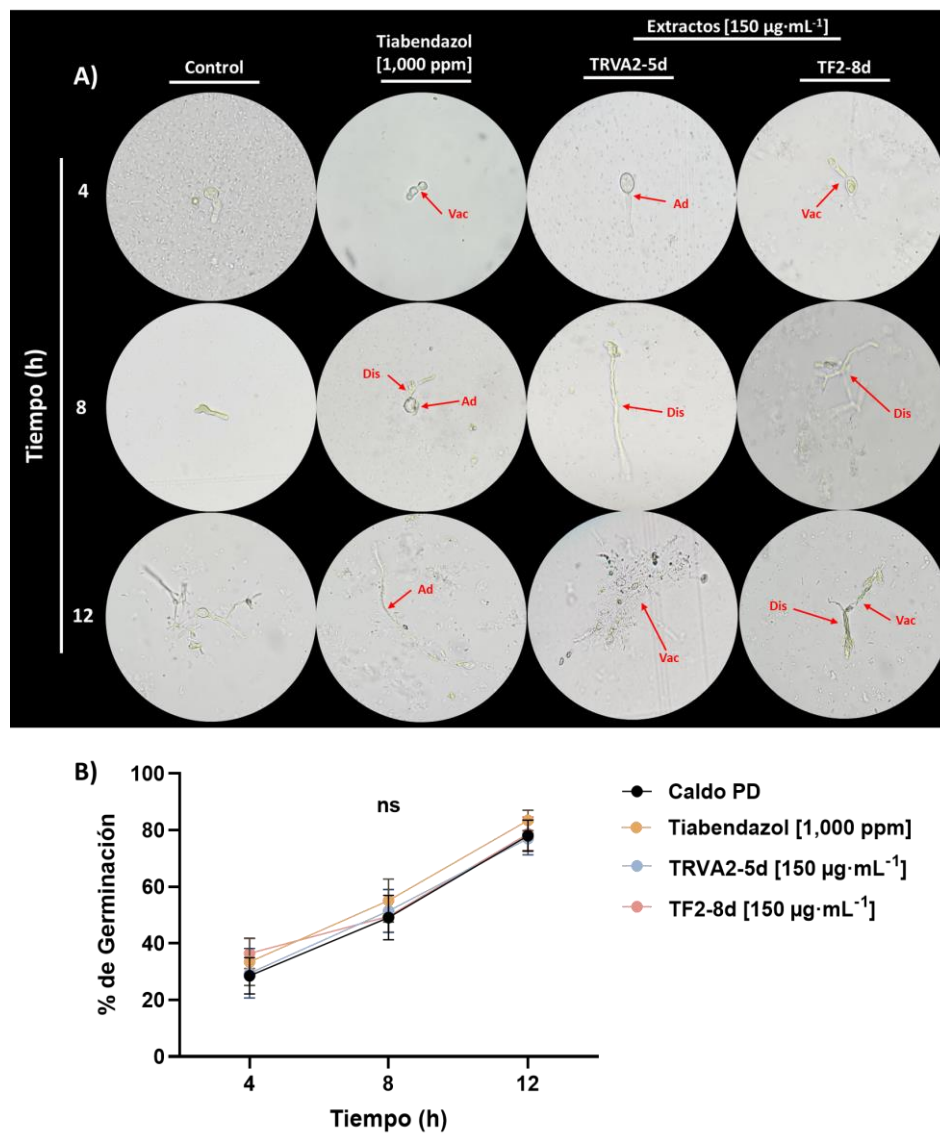 A)
Control
Tiabendazol
[1,000 ppm]
Extractos [150 µg·mL⁻¹]
TRVA2-5d
TF2-8d
Tiempo (h)
4
Vac
Ad
Vac
8
Dis
Ad
Dis
Dis
12
Ad
Vac
Dis
Vac
B)
% de Germinación
100
80
60
40
20
0
ns
4
8
12
Tiempo (h)
Caldo PD
Tiabendazol [1,000 ppm]
TRVA2-5d [150 µg·mL⁻¹]
TF2-8d [150 µg·mL⁻¹]